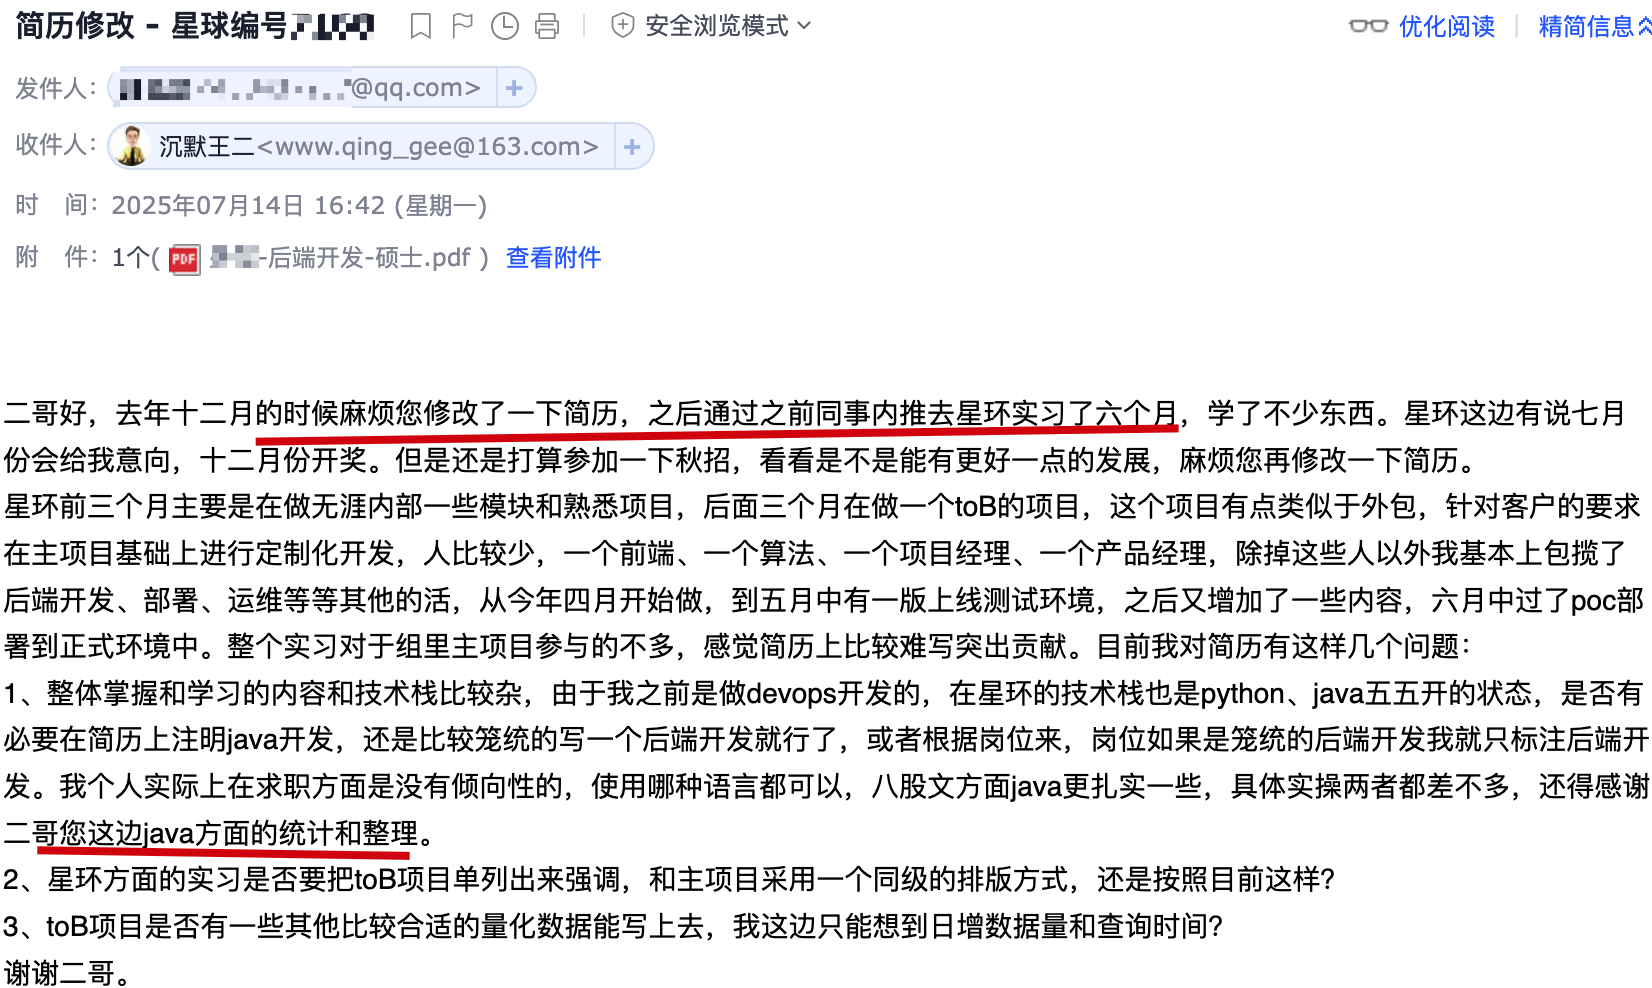 简历修改 - 星球编号
安全浏览模式
优化阅读
精简信息
发件人：
@qq.com>
+
收件人：
沉默王二<www.qing_gee@163.com>
+
时 间：2025年07月14日 16:42 (星期一)
附 件：1个( PDF -后端开发-硕士.pdf ) 查看附件
二哥好，去年十二月的时候麻烦您修改了一下简历，之后通过之前同事内推去星环实习了六个月，学了不少东西。星环这边有说七月
份会给我意向，十二月份开奖。但是还是打算参加一下秋招，看看是不是能有更好一点的发展，麻烦您再修改一下简历。
星环前三个月主要是在做无涯内部一些模块和熟悉项目，后面三个月在做一个toB的项目，这个项目有点类似于外包，针对客户的要求
在主项目基础上进行定制化开发，人比较少，一个前端、一个算法、一个项目经理、一个产品经理，除掉这些人以外我基本上包揽了
后端开发、部署、运维等等其他的活，从今年四月开始做，到五月中有一版上线测试环境，之后又增加了一些内容，六月中过了poc部
署到正式环境中。整个实习对于组里主项目参与的不多，感觉简历上比较难写突出贡献。目前我对简历有这样几个问题：
1、整体掌握和学习的内容和技术栈比较杂，由于我之前是做devops开发的，在星环的技术栈也是python、java五五开的状态，是否有
必要在简历上注明java开发，还是比较笼统的写一个后端开发就行了，或者根据岗位来，岗位如果是笼统的后端开发我就只标注后端开
发。我个人实际上在求职方面是没有倾向性的，使用哪种语言都可以，八股文方面java更扎实一些，具体实操两者都差不多，还得感谢
二哥您这边java方面的统计和整理。
2、星环方面的实习是否要把toB项目单列出来强调，和主项目采用一个同级的排版方式，还是按照目前这样?
3、toB项目是否有一些其他比较合适的量化数据能写上去，我这边只能想到日增数据量和查询时间?
谢谢二哥。